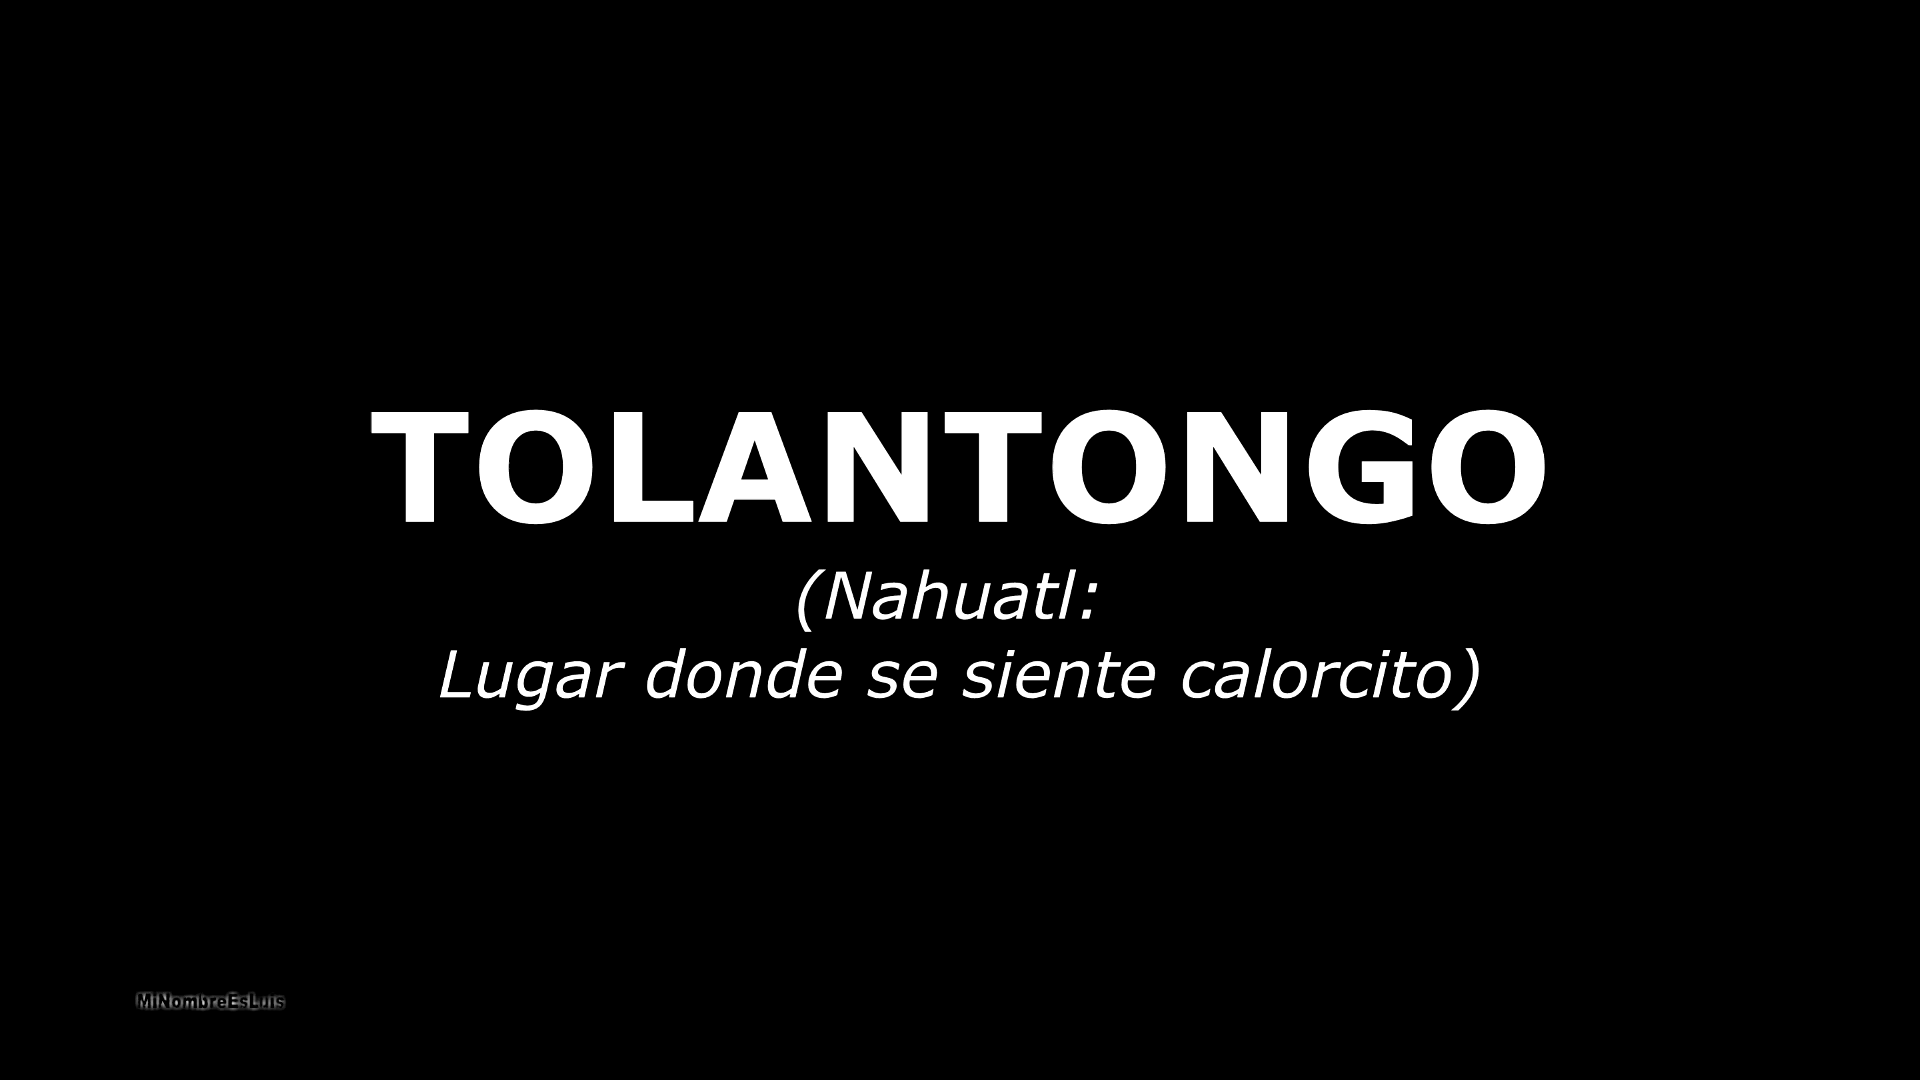 TOLANTONGO
(Nahuatl:
Lugar donde se siente calorcito)
MiNombreEsLuis